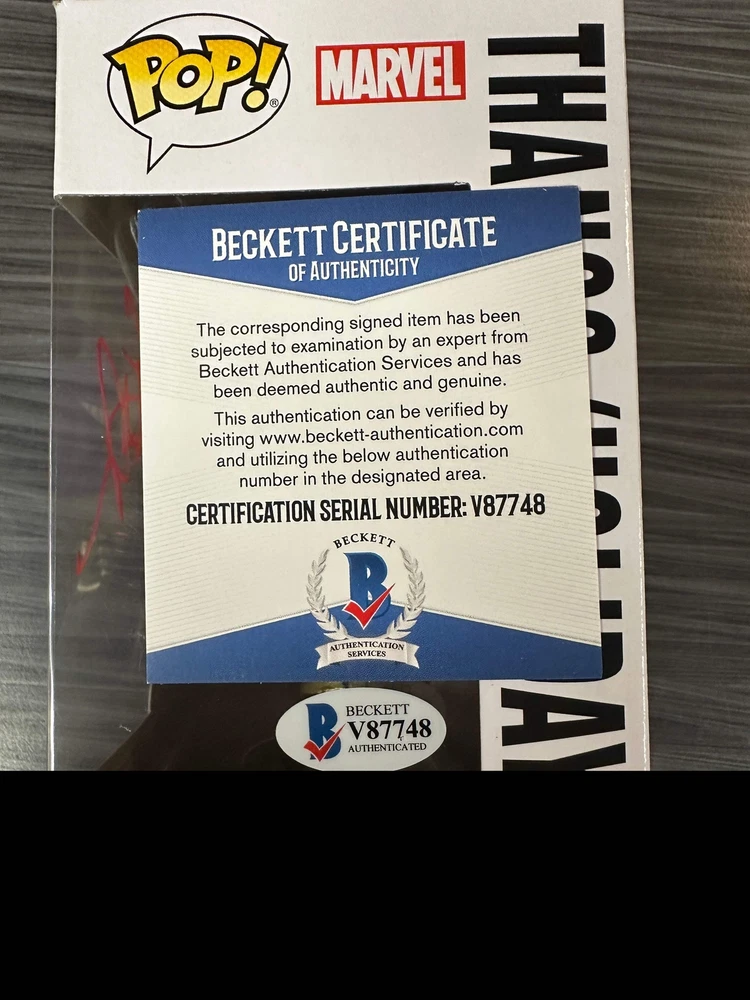 POP!
®
MARVEL
BECKETT CERTIFICATE
OF AUTHENTICITY
The corresponding signed item has been
subjected to examination by an expert from
Beckett Authentication Services and has
been deemed authentic and genuine.
This authentication can be verified by
visiting www.beckett-authentication.com
and utilizing the below authentication
number in the designated area.
CERTIFICATION SERIAL NUMBER: V87748
BECKETT
B
AUTHENTICATION
SERVICES
B
BECKETT
V87748
AUTHENTICATED
THANOS